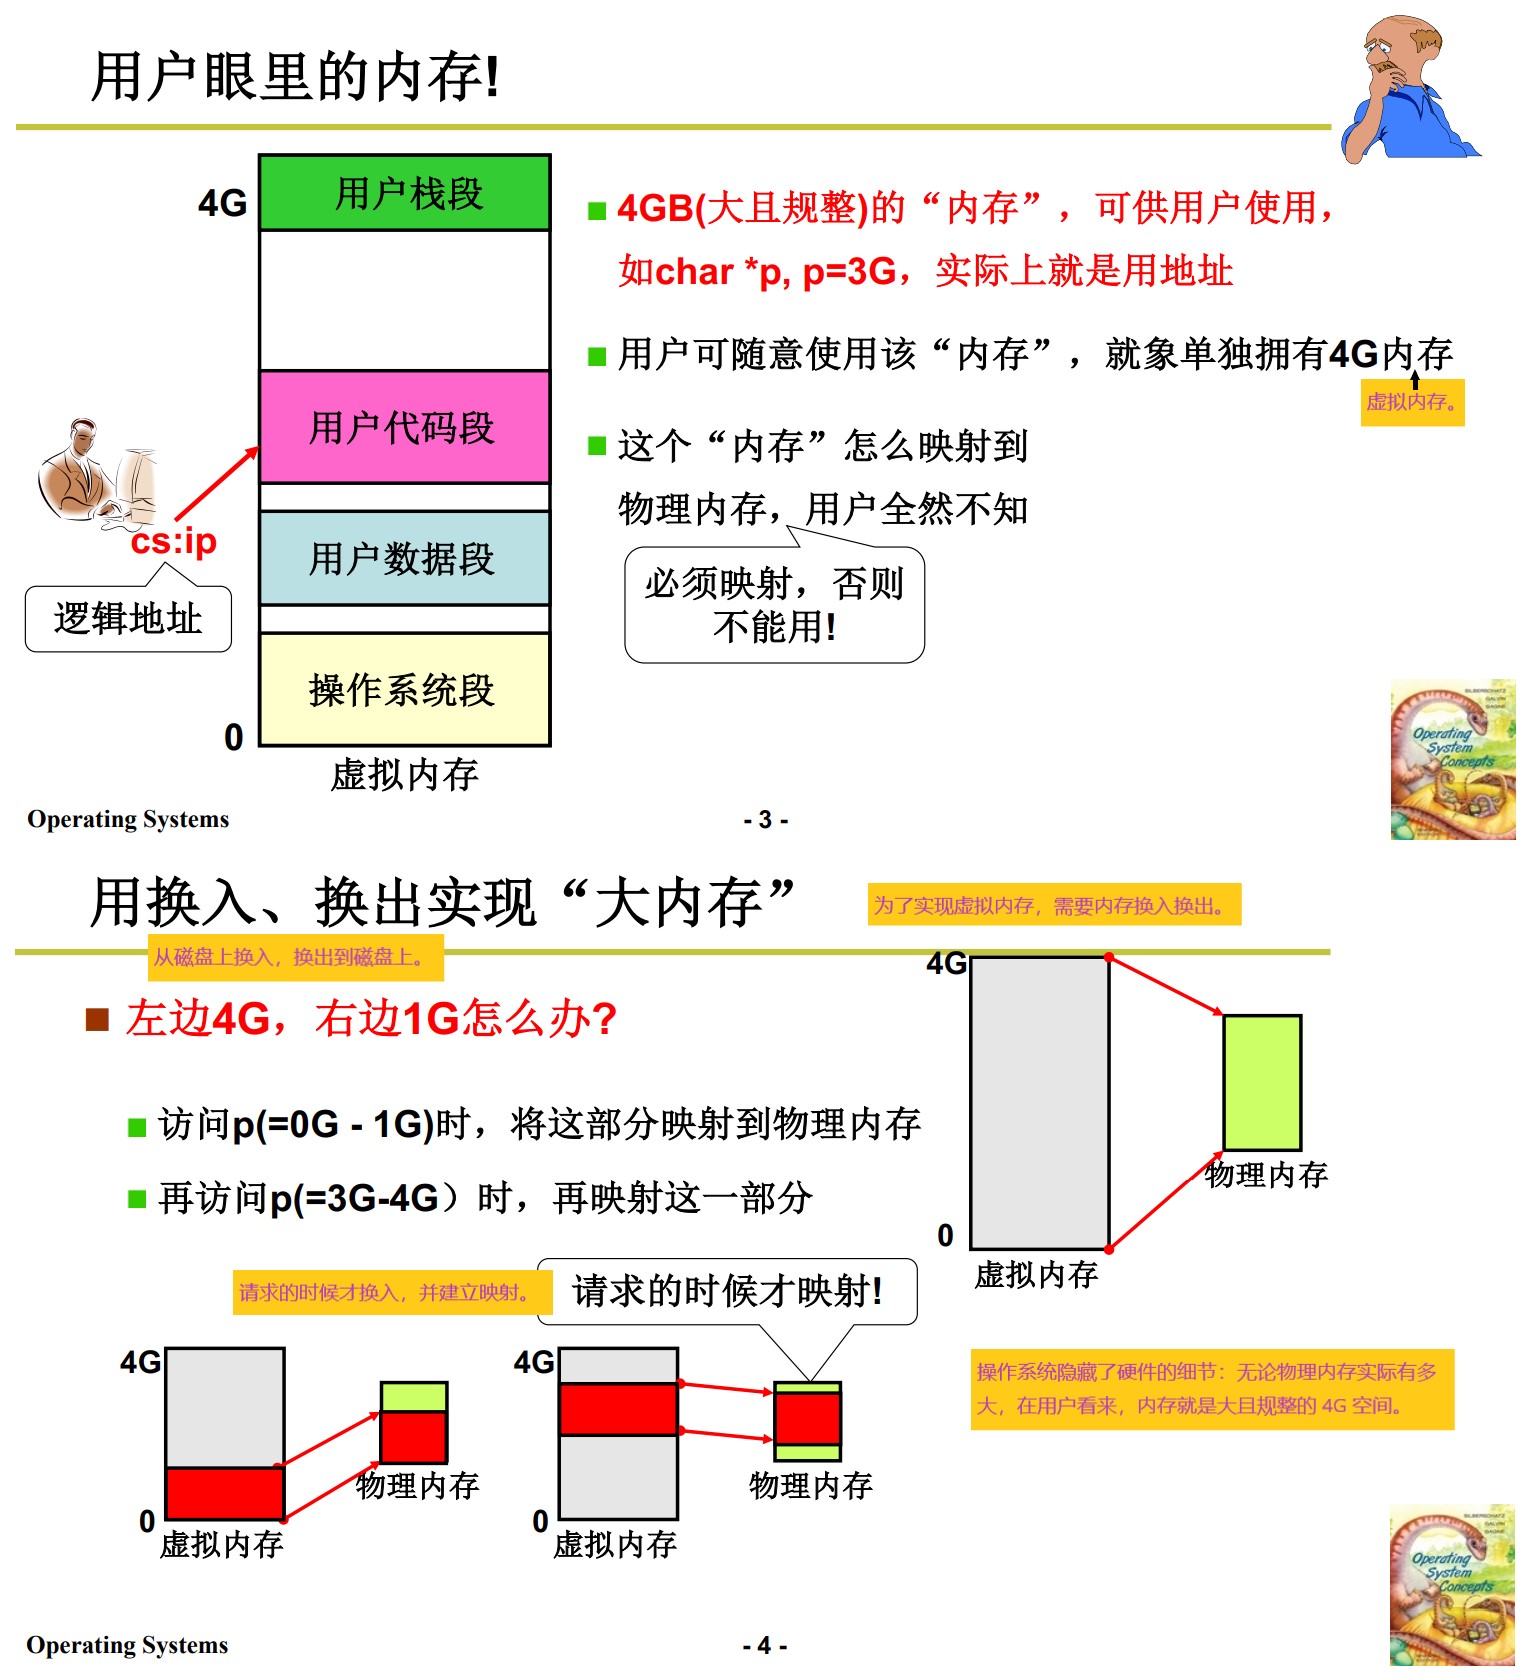 用户眼里的内存!
4G
用户栈段
用户代码段
用户数据段
操作系统段
0
虚拟内存
cs:ip
逻辑地址
4GB(大且规整)的“内存”，可供用户使用，
如char *p, p=3G，实际上就是用地址
用户可随意使用该“内存”，就象单独拥有4G内存
虚拟内存。
这个“内存”怎么映射到
物理内存，用户全然不知
必须映射，否则
不能用!
SILBERSCHATZ
GALVIN
GAGNE
Operating
System
Concepts
Operating Systems
- 3 -
用换入、换出实现“大内存”
为了实现虚拟内存，需要内存换入换出。
从磁盘上换入，换出到磁盘上。
左边4G，右边1G怎么办?
访问p(=0G - 1G)时，将这部分映射到物理内存
再访问p(=3G-4G）时，再映射这一部分
4G
0
虚拟内存
物理内存
请求的时候才换入，并建立映射。
请求的时候才映射!
4G
0
虚拟内存
物理内存
4G
0
虚拟内存
物理内存
操作系统隐藏了硬件的细节：无论物理内存实际有多
大，在用户看来，内存就是大且规整的 4G 空间。
SILBERSCHATZ
GALVIN
GAGNE
Operating
System
Concepts
Operating Systems
- 4 -